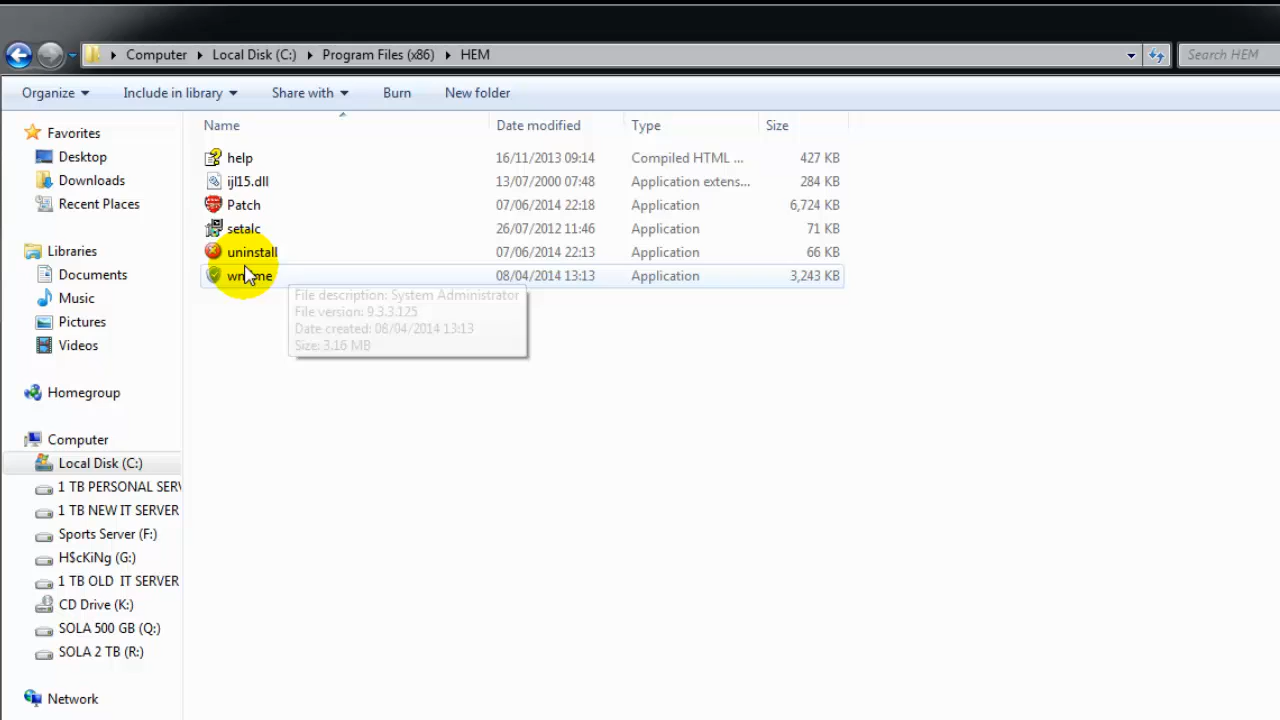 Computer ▸ Local Disk (C:) ▸ Program Files (x86) ▸ HEM
Search HEM
Organize Include in library Share with Burn New folder
Name Date modified Type Size
Favorites
Desktop
Downloads
Recent Places
Libraries
Documents
Music
Pictures
Videos
Homegroup
Computer
Local Disk (C:)
1 TB PERSONAL SERV
1 TB NEW IT SERVER
Sports Server (F:)
H$cKiNg (G:)
1 TB OLD IT SERVER
CD Drive (K:)
SOLA 500 GB (Q:)
SOLA 2 TB (R:)
Network
help 16/11/2013 09:14 Compiled HTML ... 427 KB
ijl15.dll 13/07/2000 07:48 Application extens... 284 KB
Patch 07/06/2014 22:18 Application 6,724 KB
setalc 26/07/2012 11:46 Application 71 KB
uninstall 07/06/2014 22:13 Application 66 KB
08/04/2014 13:13 Application 3,243 KB
File description: System Administrator
File version: 9.3.3.125
Date created: 08/04/2014 13:13
Size: 3.16 MB